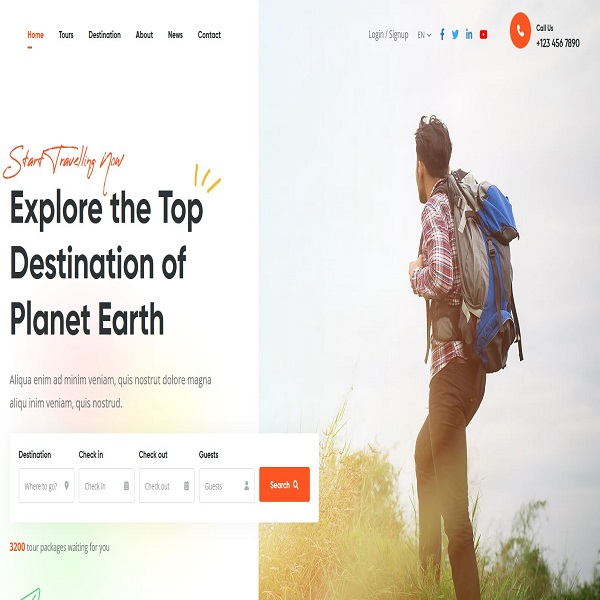 Home Tours Destination About News Contact
Login / Signup EN
Call Us
+123 456 7890
Start Travelling Now
Explore the Top
Destination of
Planet Earth
Aliqua enim ad minim veniam, quis nostrut dolore magna
aliqu inim veniam, quis nostrud.
Destination Check in Check out Guests
Where to go? Check in Check out Guests Search
3200 tour packages waiting for you